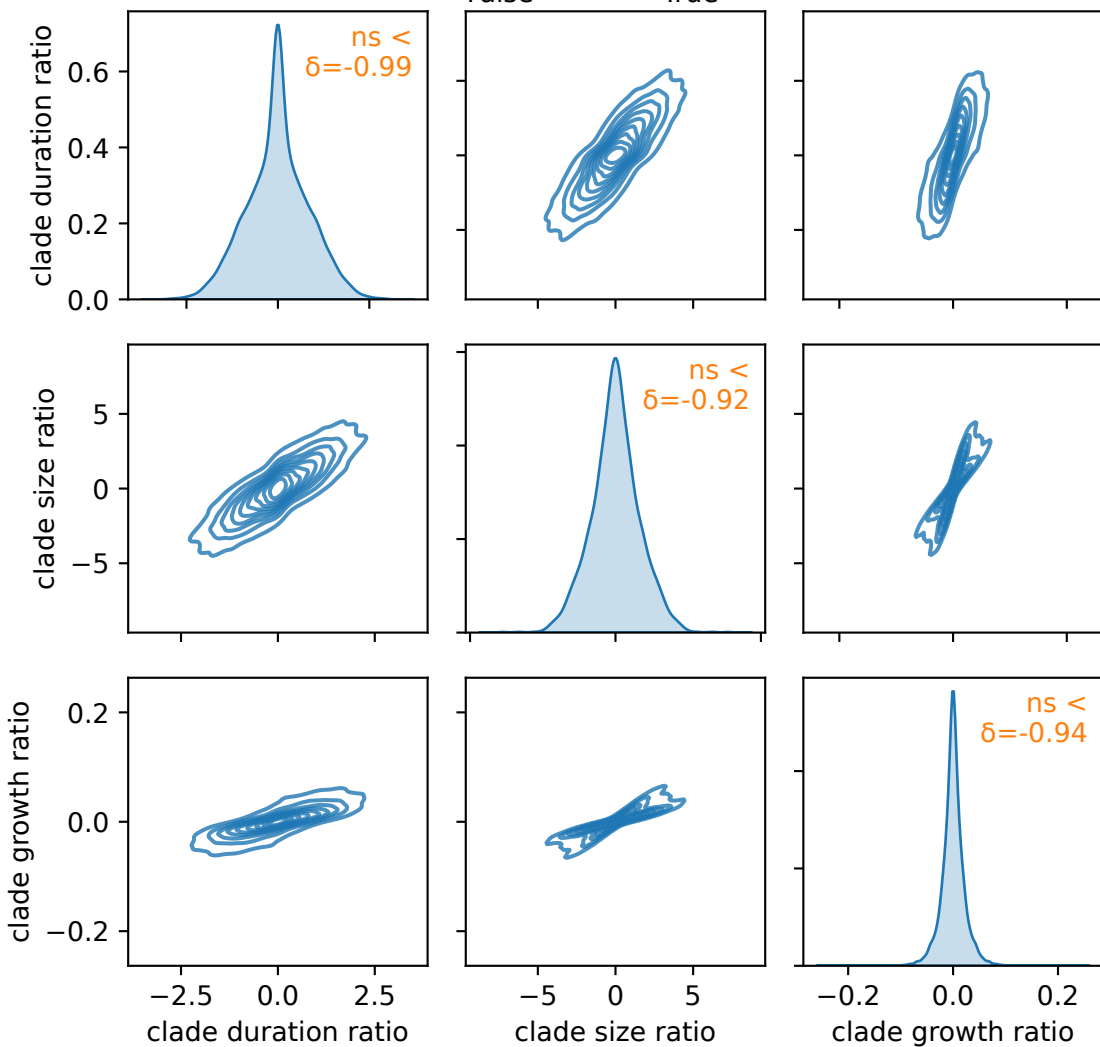 clade duration ratio
0.6
0.4
0.2
0.0
ns <
δ=-0.99
clade size ratio
5
0
−5
ns <
δ=-0.92
clade growth ratio
0.2
0.0
−0.2
ns <
δ=-0.94
−2.5 0.0 2.5
−5 0 5
−0.2 0.0 0.2
clade duration ratio
clade size ratio
clade growth ratio